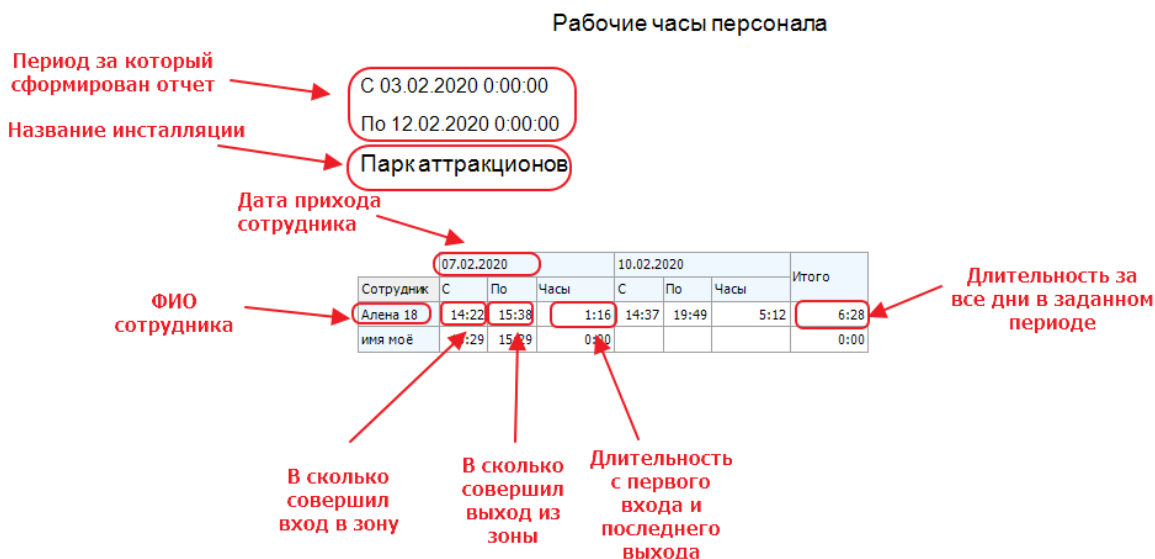 Рабочие часы персонала
Период за который
сформирован отчет
С 03.02.2020 0:00:00
По 12.02.2020 0:00:00
Название инсталляции
Парк аттракционов
Дата прихода
сотрудника
07.02.2020 10.02.2020 Итого
Сотрудник С По Часы С По Часы
Алена 18 14:22 15:38 1:16 14:37 19:49 5:12 6:28
имя моё 0:00
ФИО
сотрудника
Длительность за
все дни в заданном
периоде
В сколько
совершил
вход в зону
В сколько
совершил
выход из
зоны
Длительность
с первого
входа и
последнего
выхода